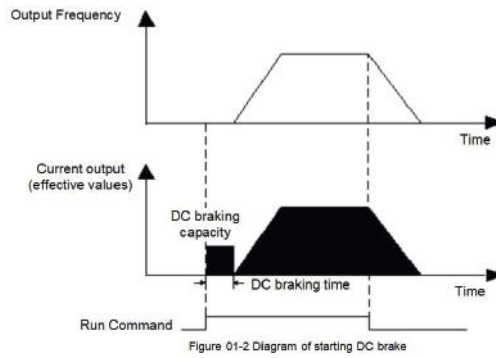 Output Frequency
Time
Current output
(effective values)
DC braking
capacity
DC braking time
Time
Run Command
Figure 01-2 Diagram of starting DC brake